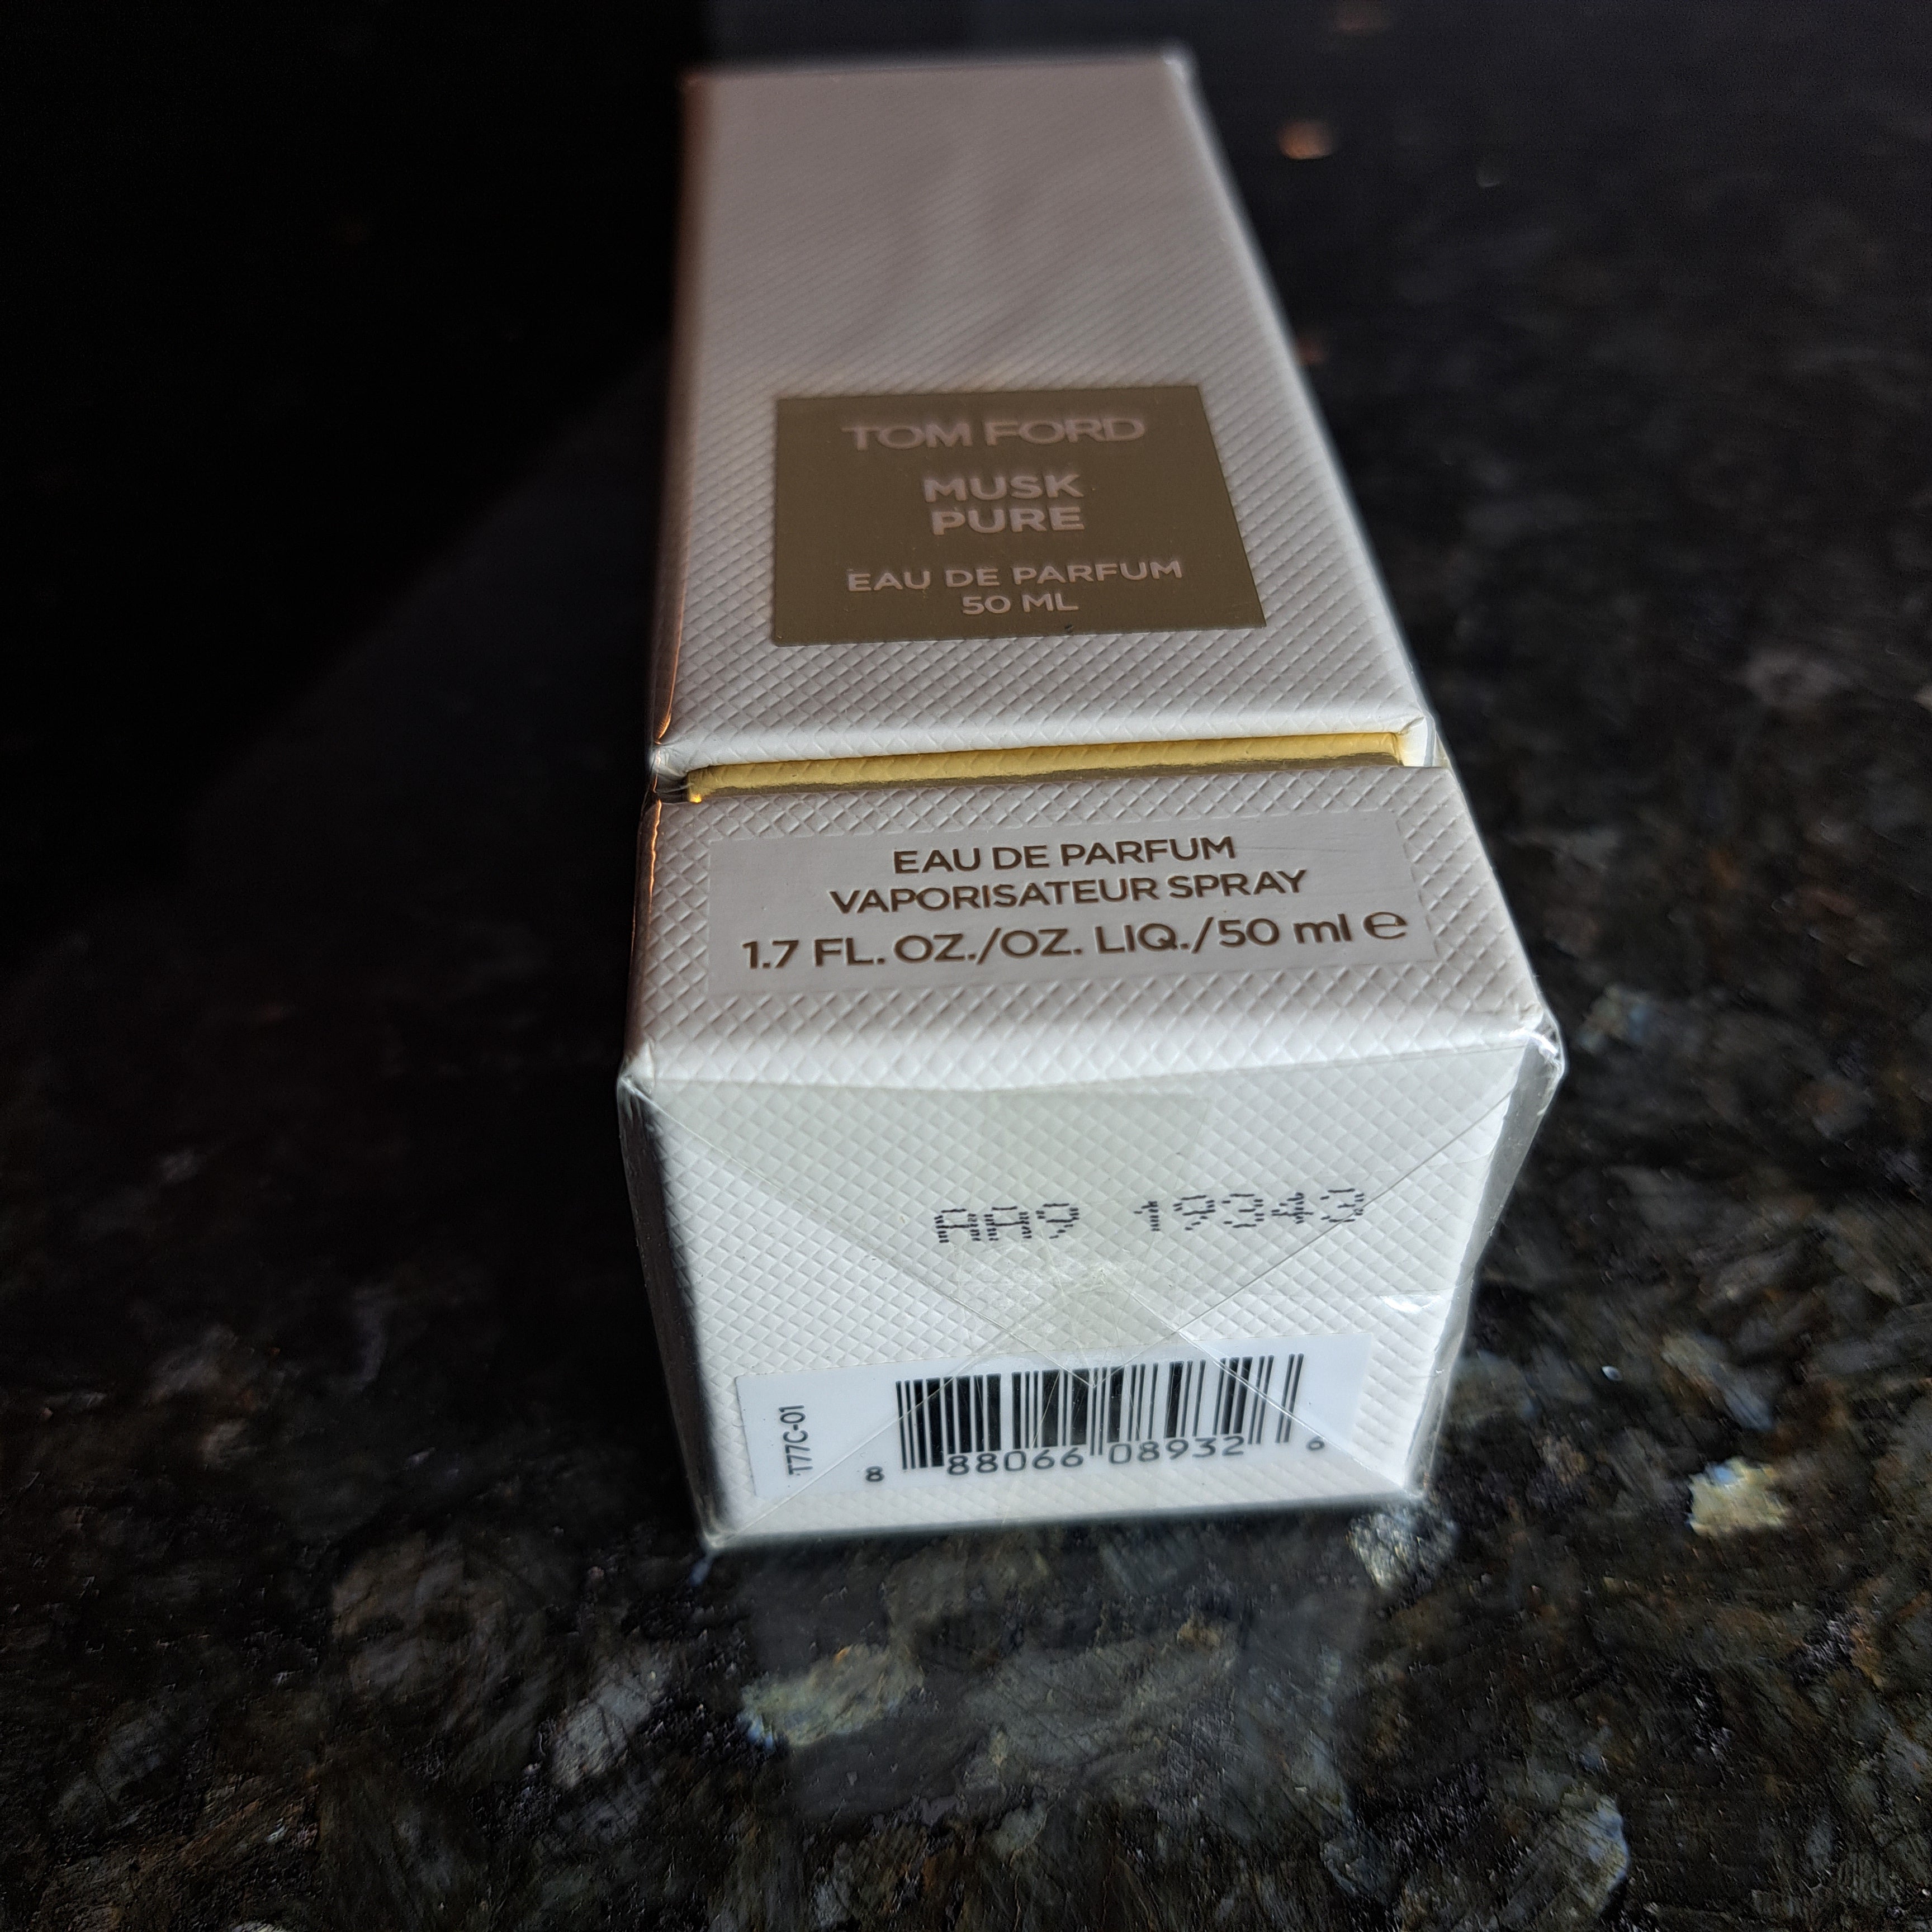 TOM FORD
MUSK
PURE
EAU DE PARFUM
50 ML
EAU DE PARFUM
VAPORISATEUR SPRAY
1.7 FL. OZ./OZ. LIQ./50 ml ℮
AA9 19343
T77C-01
8 88066 08932 6